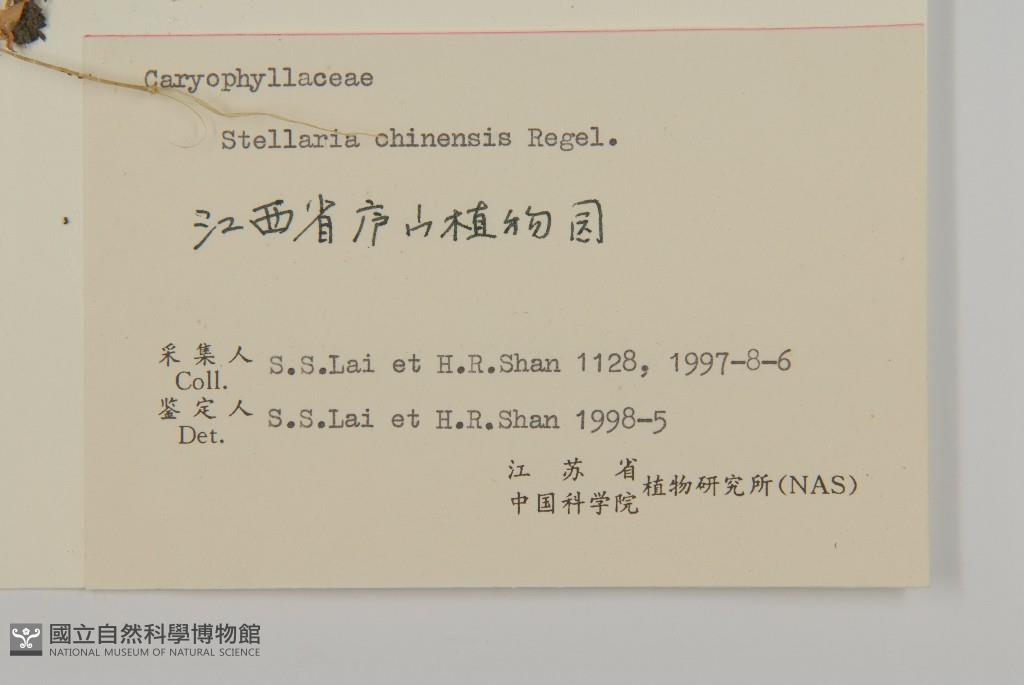 Caryophyllaceae
Stellaria chinensis Regel.
江西省庐山植物园
采集人
Coll.
S.S.Lai et H.R.Shan 1128, 1997-8-6
鉴定人
Det.
S.S.Lai et H.R.Shan 1998-5
江苏省
中国科学院
植物研究所(NAS)
國立自然科學博物館
NATIONAL MUSEUM OF NATURAL SCIENCE